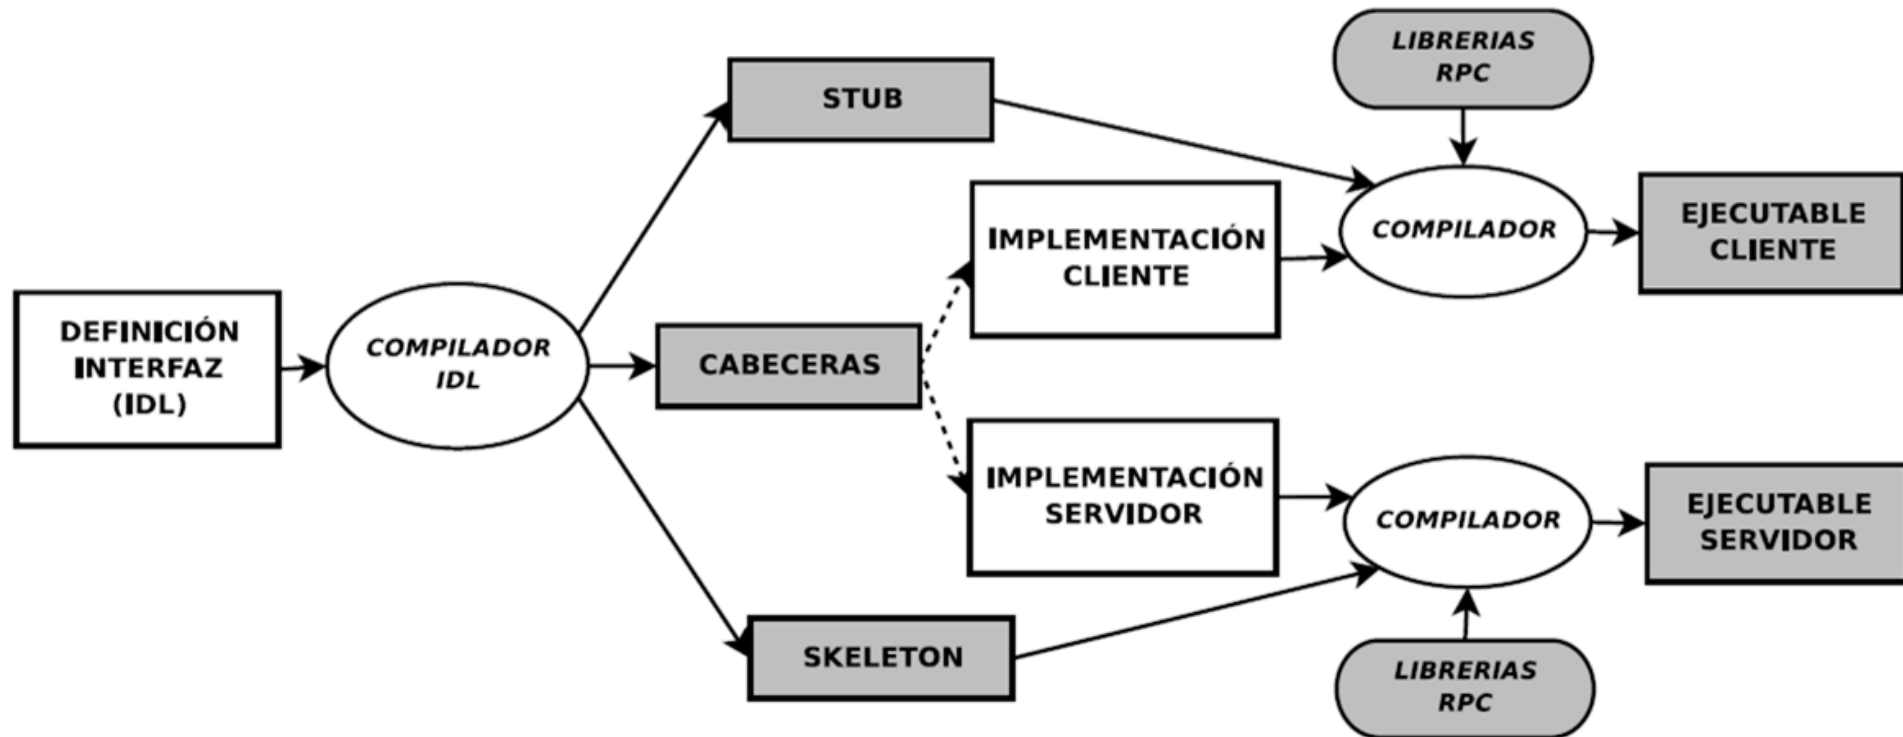 LIBRERIAS
RPC
STUB
EJECUTABLE
CLIENTE
COMPILADOR
IMPLEMENTACIÓN
CLIENTE
DEFINICIÓN
INTERFAZ
(IDL)
COMPILADOR
IDL
CABECERAS
IMPLEMENTACIÓN
SERVIDOR
COMPILADOR
EJECUTABLE
SERVIDOR
SKELETON
LIBRERIAS
RPC